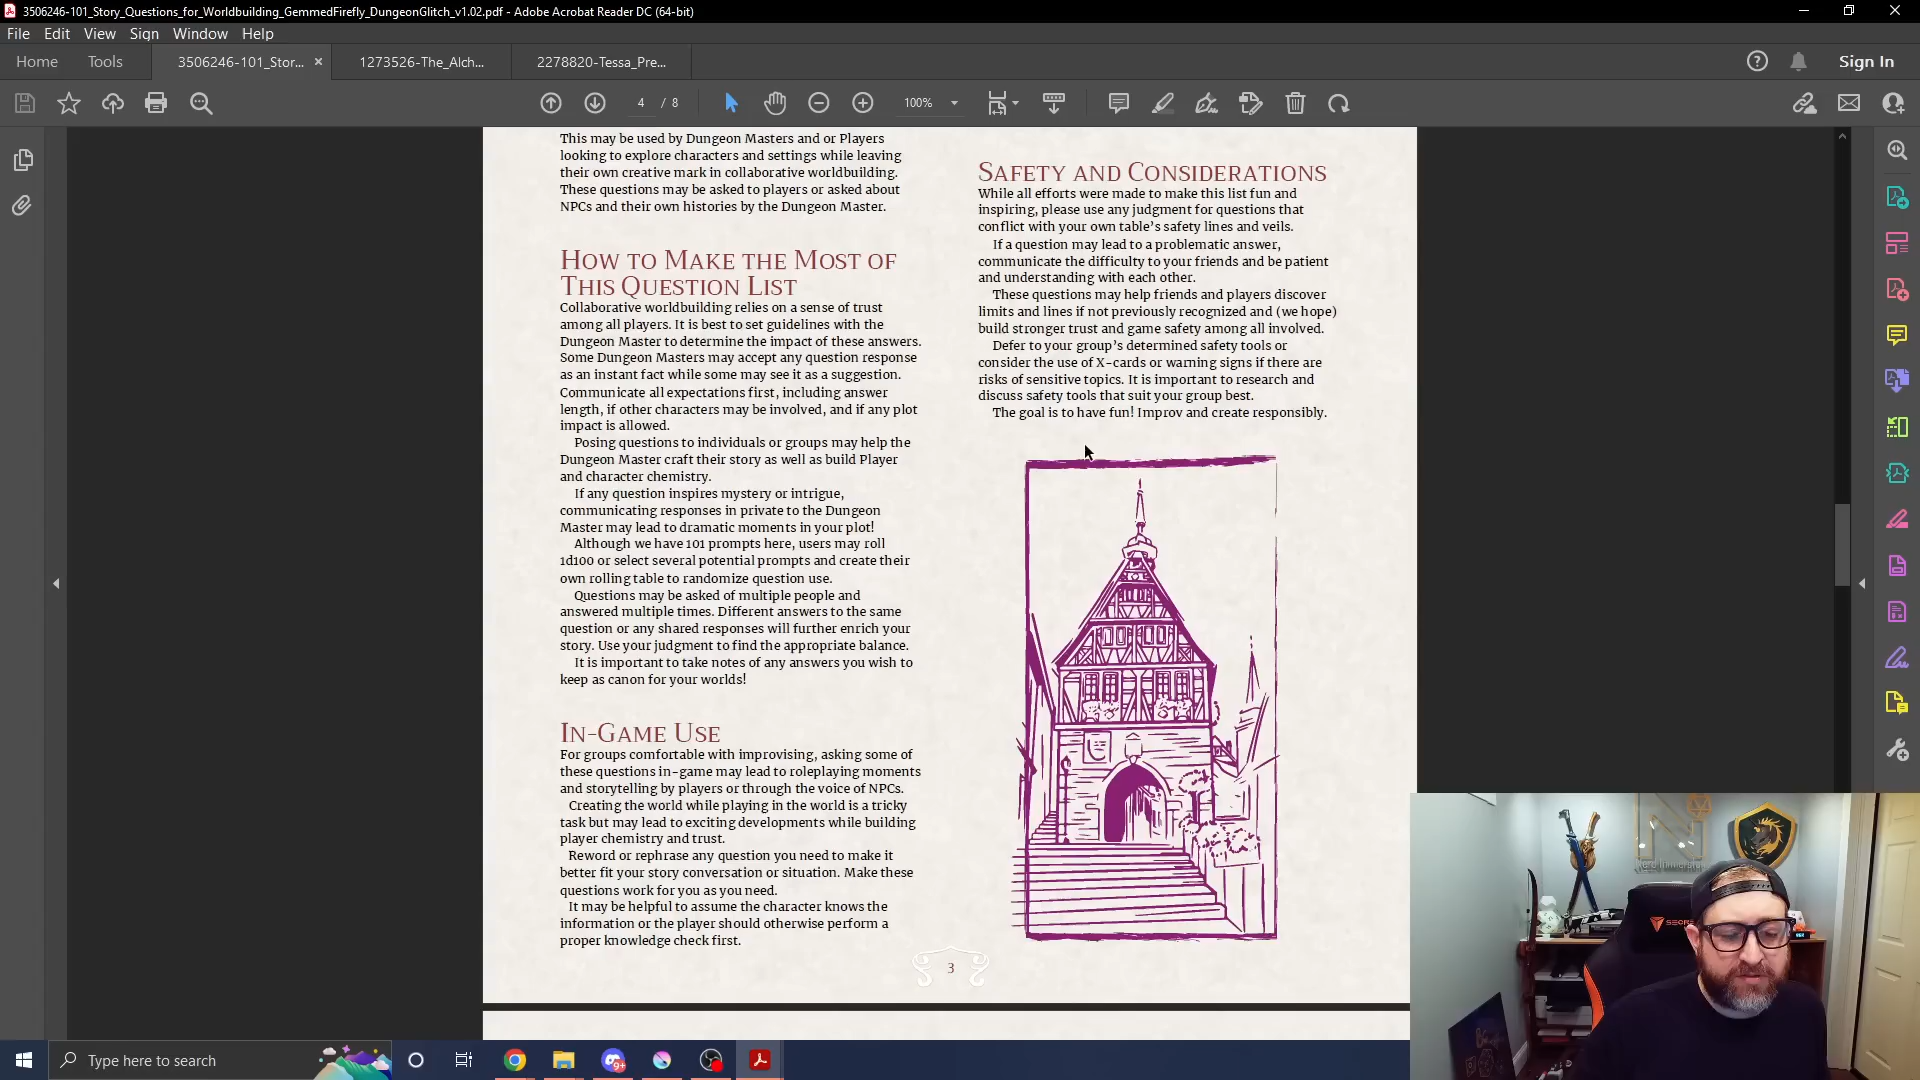 3506246-101_Story_Questions_for_Worldbuilding_GemmedFirefly_DungeonGlitch_v1.02.pdf - Adobe Acrobat Reader DC (64-bit)
File Edit View Sign Window Help
Home Tools 3506246-101_Stor... × 1273526-The_Alch... 2278820-Tessa_Pre... Sign In
4 / 8 100%
This may be used by Dungeon Masters and or Players
looking to explore characters and settings while leaving
their own creative mark in collaborative worldbuilding.
These questions may be asked to players or asked about
NPCs and their own histories by the Dungeon Master.
How to Make the Most of
This Question List
Collaborative worldbuilding relies on a sense of trust
among all players. It is best to set guidelines with the
Dungeon Master to determine the impact of these answers.
Some Dungeon Masters may accept any question response
as an instant fact while some may see it as a suggestion.
Communicate all expectations first, including answer
length, if other characters may be involved, and if any plot
impact is allowed.
Posing questions to individuals or groups may help the
Dungeon Master craft their story as well as build Player
and character chemistry.
If any question inspires mystery or intrigue,
communicating responses in private to the Dungeon
Master may lead to dramatic moments in your plot!
Although we have 101 prompts here, users may roll
1d100 or select several potential prompts and create their
own rolling table to randomize question use.
Questions may be asked of multiple people and
answered multiple times. Different answers to the same
question or any shared responses will further enrich your
story. Use your judgment to find the appropriate balance.
It is important to take notes of any answers you wish to
keep as canon for your worlds!
In-Game Use
For groups comfortable with improvising, asking some of
these questions in-game may lead to roleplaying moments
and storytelling by players or through the voice of NPCs.
Creating the world while playing in the world is a tricky
task but may lead to exciting developments while building
player chemistry and trust.
Reword or rephrase any question you need to make it
better fit your story conversation or situation. Make these
questions work for you as you need.
It may be helpful to assume the character knows the
information or the player should otherwise perform a
proper knowledge check first.
Safety and Considerations
While all efforts were made to make this list fun and
inspiring, please use any judgment for questions that
conflict with your own table's safety lines and veils.
If a question may lead to a problematic answer,
communicate the difficulty to your friends and be patient
and understanding with each other.
These questions may help friends and players discover
limits and lines if not previously recognized and (we hope)
build stronger trust and game safety among all involved.
Defer to your group's determined safety tools or
consider the use of X-cards or warning signs if there are
risks of sensitive topics. It is important to research and
discuss safety tools that suit your group best.
The goal is to have fun! Improv and create responsibly.
3
Type here to search
9+